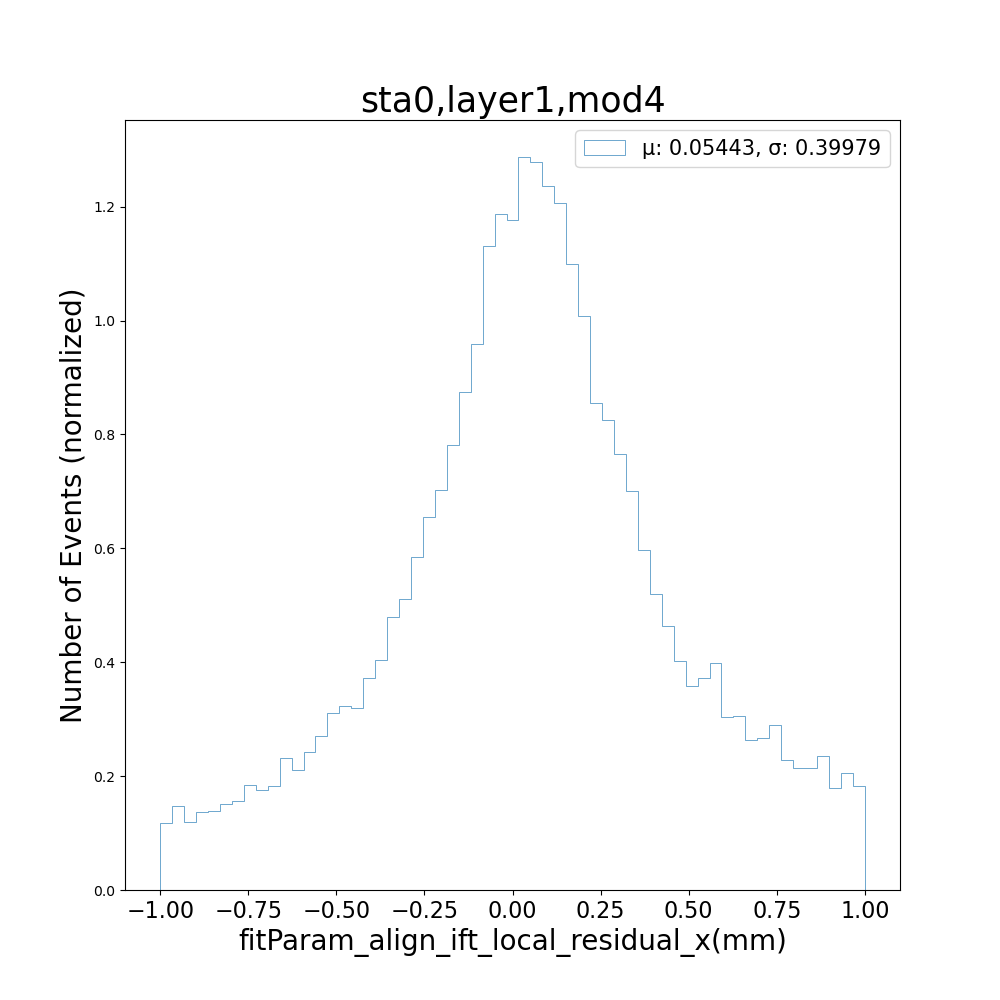 sta0,layer1,mod4
μ: 0.05443, σ: 0.39979
Number of Events (normalized)
1.2
1.0
0.8
0.6
0.4
0.2
0.0
−1.00 −0.75 −0.50 −0.25 0.00 0.25 0.50 0.75 1.00
fitParam_align_ift_local_residual_x(mm)